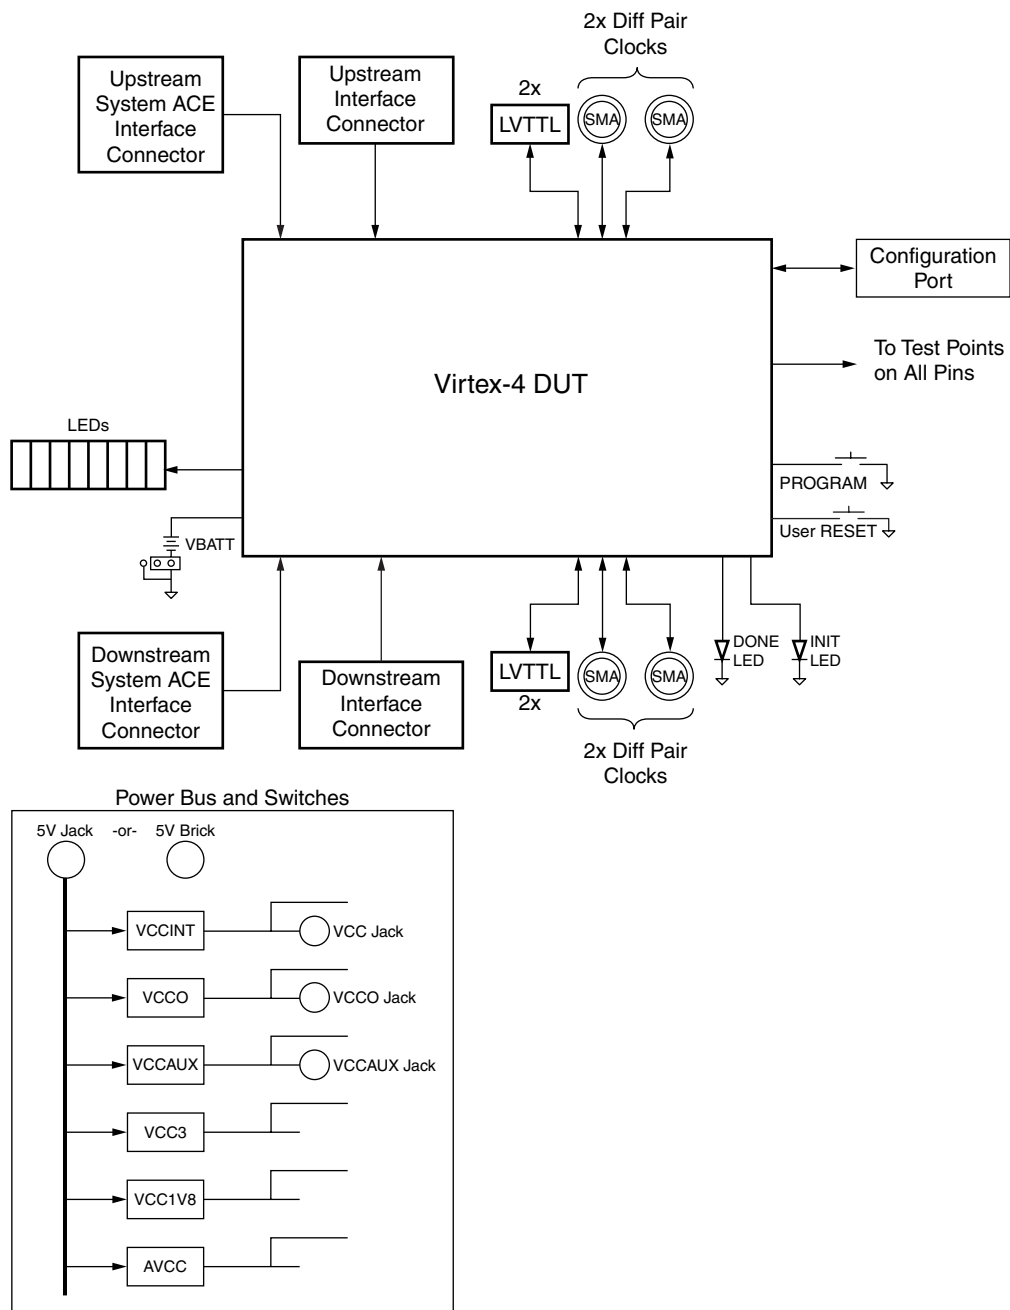 2x Diff Pair
Clocks
Upstream
System ACE
Interface
Connector
Upstream
Interface
Connector
2x
LVTTL
SMA
SMA
Configuration
Port
To Test Points
on All Pins
Virtex-4 DUT
LEDs
PROGRAM
User RESET
VBATT
Downstream
System ACE
Interface
Connector
Downstream
Interface
Connector
LVTTL
2x
SMA
SMA
DONE
LED
INIT
LED
2x Diff Pair
Clocks
Power Bus and Switches
5V Jack -or- 5V Brick
VCCINT
VCC Jack
VCCO
VCCO Jack
VCCAUX
VCCAUX Jack
VCC3
VCC1V8
AVCC